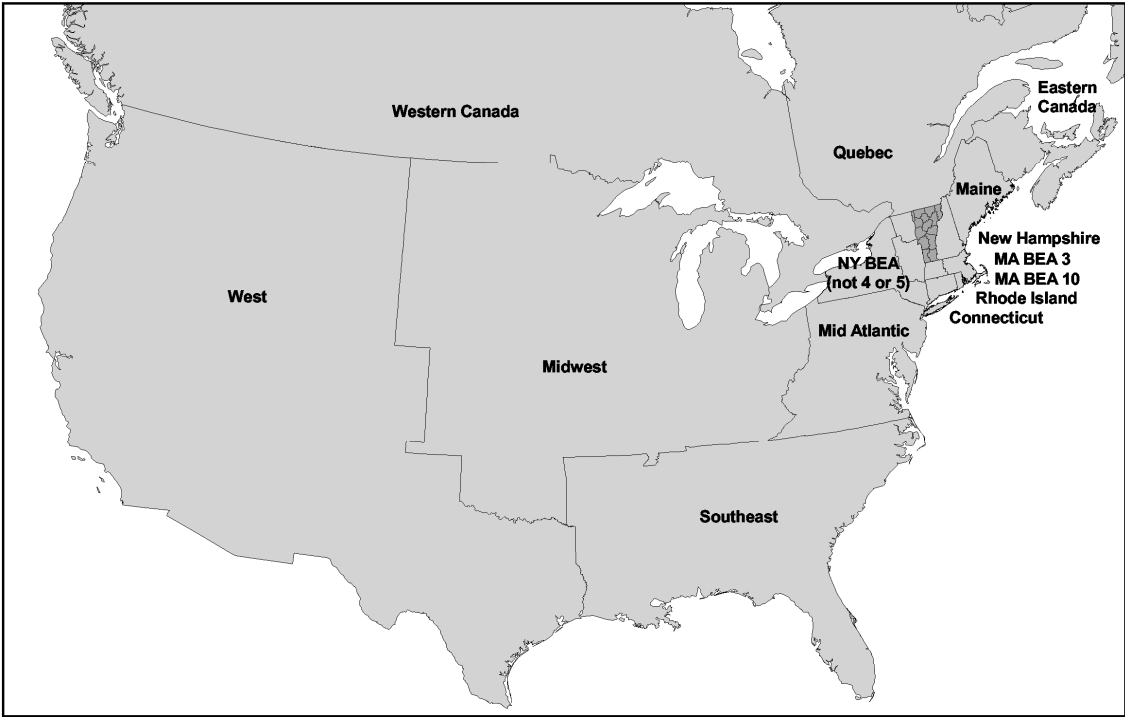 Eastern
Canada
Western Canada
Quebec
Maine
New Hampshire
MA BEA 3
NY BEA
MA BEA 10
(not 4 or 5)
West
Rhode Island
Connecticut
Mid Atlantic
Midwest
Southeast